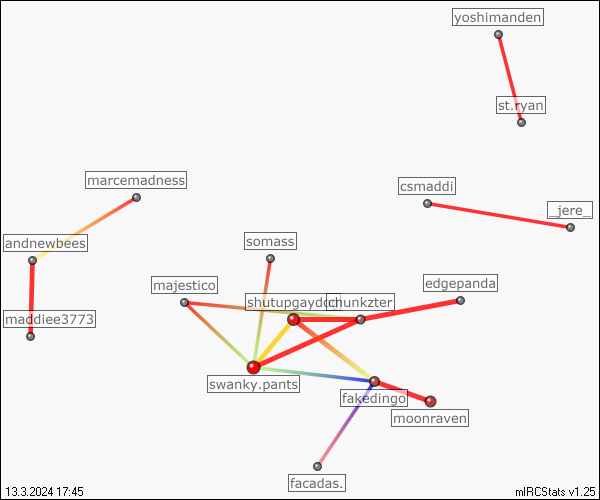 yoshimanden
st.ryan
marcemadness
csmaddi
_jere_
andnewbees
somass
majestico
edgepanda
chunkzter
maddiee3773
swanky.pants
fakedingo
moonraven
facadas.
13.3.2024 17:45
mIRCStats v1.25